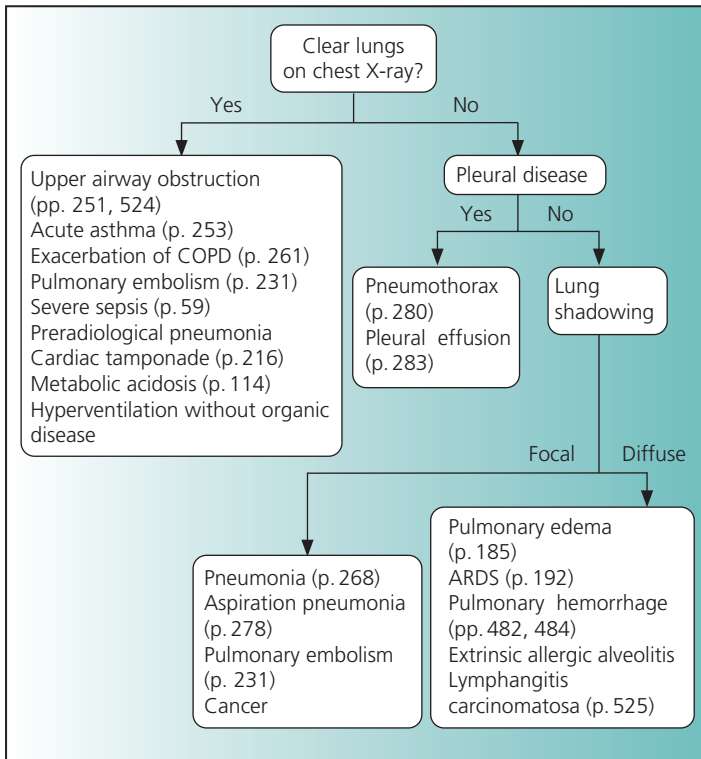 Clear lungs
on chest X-ray?
Yes
No
Upper airway obstruction
(pp. 251, 524)
Acute asthma (p. 253)
Exacerbation of COPD (p. 261)
Pulmonary embolism (p. 231)
Severe sepsis (p. 59)
Preradiological pneumonia
Cardiac tamponade (p. 216)
Metabolic acidosis (p. 114)
Hyperventilation without organic
disease
Pleural disease
Yes
No
Pneumothorax
(p. 280)
Pleural effusion
(p. 283)
Lung
shadowing
Focal
Diffuse
Pneumonia (p. 268)
Aspiration pneumonia
(p. 278)
Pulmonary embolism
(p. 231)
Cancer
Pulmonary edema
(p. 185)
ARDS (p. 192)
Pulmonary hemorrhage
(pp. 482, 484)
Extrinsic allergic alveolitis
Lymphangitis
carcinomatosa (p. 525)